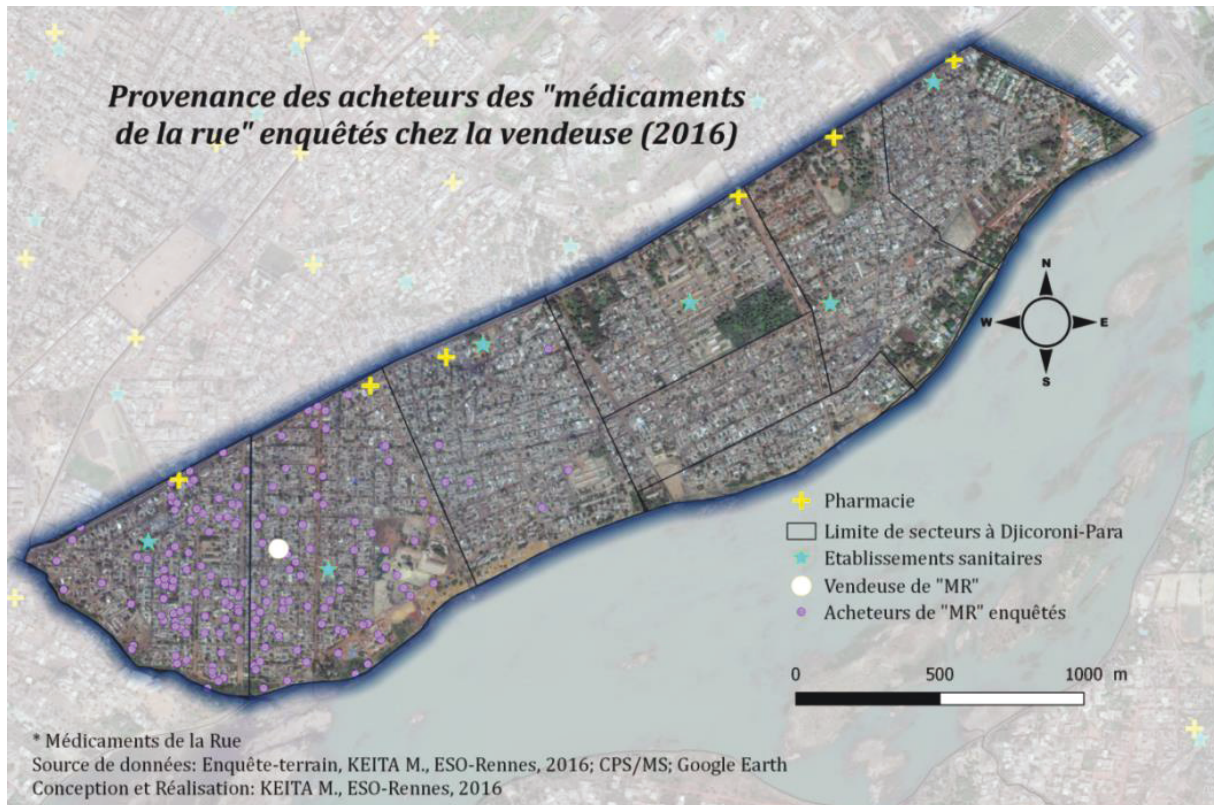 Provenance des acheteurs des "médicaments
de la rue" enquêtés chez la vendeuse (2016)
N
W
E
S
Pharmacie
Limite de secteurs à Djicoroni-Para
Etablissements sanitaires
Vendeuse de "MR"
Acheteurs de "MR" enquêtés
0 500 1000 m
* Médicaments de la Rue
Source de données: Enquête-terrain, KEITA M., ESO-Rennes, 2016; CPS/MS; Google Earth
Conception et Réalisation: KEITA M., ESO-Rennes, 2016